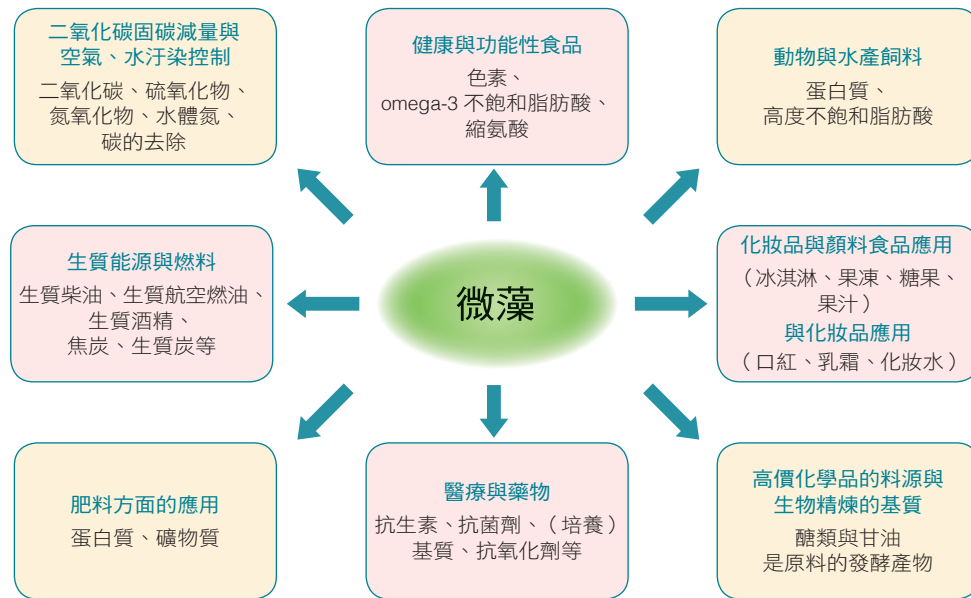 二氧化碳固碳減量與
空氣、水汙染控制
二氧化碳、硫氧化物、
氮氧化物、水體氮、
碳的去除
健康與功能性食品
色素、
omega-3 不飽和脂肪酸、
縮氨酸
動物與水產飼料
蛋白質、
高度不飽和脂肪酸
生質能源與燃料
生質柴油、生質航空燃油、
生質酒精、
焦炭、生質炭等
微藻
化妝品與顏料食品應用
（冰淇淋、果凍、糖果、
果汁）
與化妝品應用
（口紅、乳霜、化妝水）
肥料方面的應用
蛋白質、礦物質
醫療與藥物
抗生素、抗菌劑、（培養）
基質、抗氧化劑等
高價化學品的料源與
生物精煉的基質
醣類與甘油
是原料的發酵產物